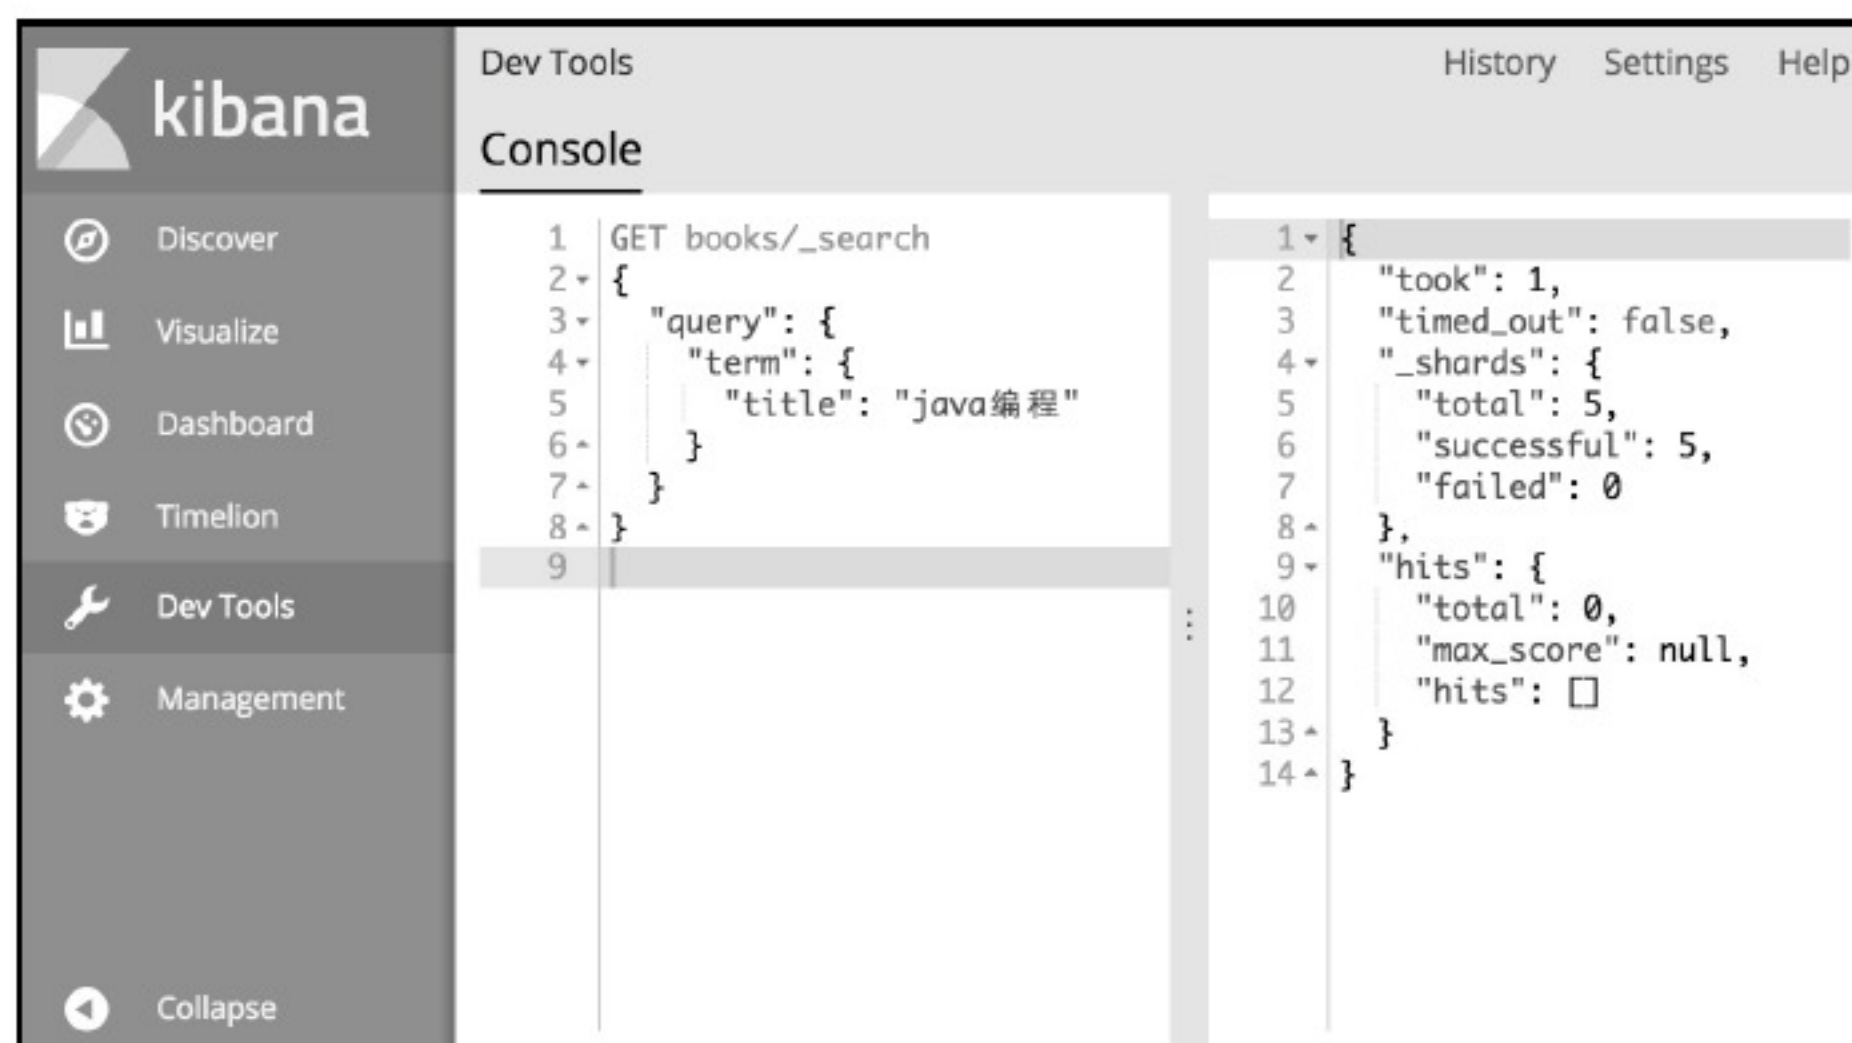 kibana
Discover
Visualize
Dashboard
Timelion
Dev Tools
Management
Collapse
Dev Tools
History Settings Help
Console
1 GET books/_search
2 {
3 "query": {
4 "term": {
5 "title": "java编程"
6 }
7 }
8 }
9
1 {
2 "took": 1,
3 "timed_out": false,
4 "_shards": {
5 "total": 5,
6 "successful": 5,
7 "failed": 0
8 },
9 "hits": {
10 "total": 0,
11 "max_score": null,
12 "hits": []
13 }
14 }